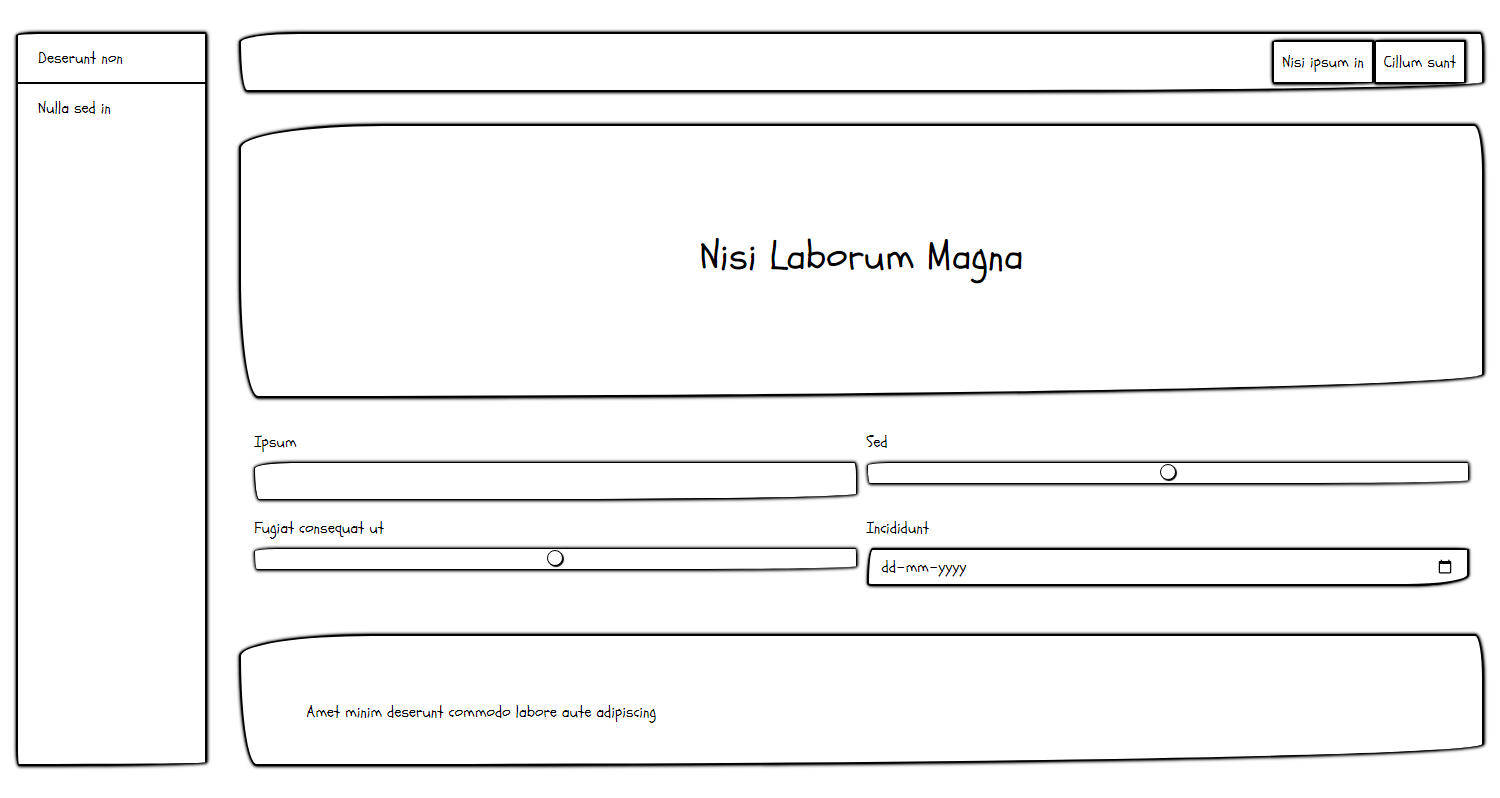 Deserunt non
Nulla sed in
Nisi ipsum in
Cillum sunt
Nisi Laborum Magna
Ipsum
Sed
Fugiat consequat ut
Incididunt
dd-mm-yyyy
Amet minim deserunt commodo labore aute adipiscing